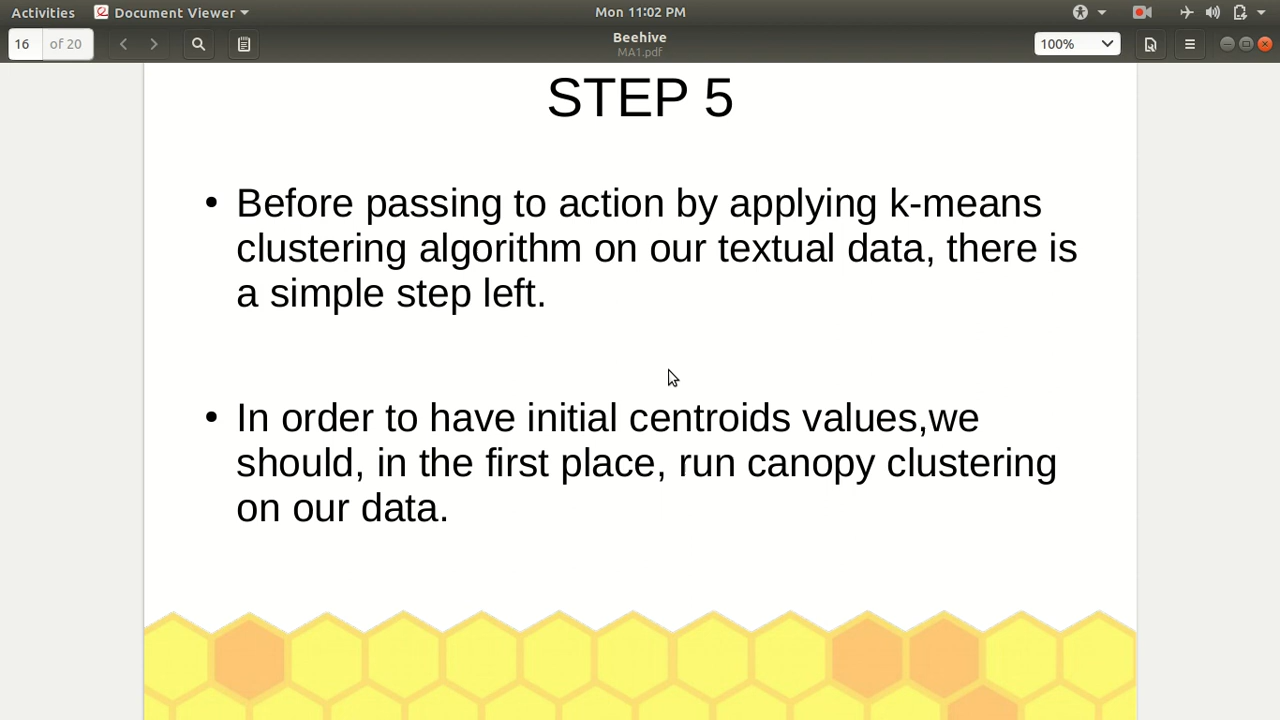 Activities Document Viewer Mon 11:02 PM
16 of 20 Beehive 100%
MA1.pdf
STEP 5
• Before passing to action by applying k-means
clustering algorithm on our textual data, there is
a simple step left.
• In order to have initial centroids values,we
should, in the first place, run canopy clustering
on our data.